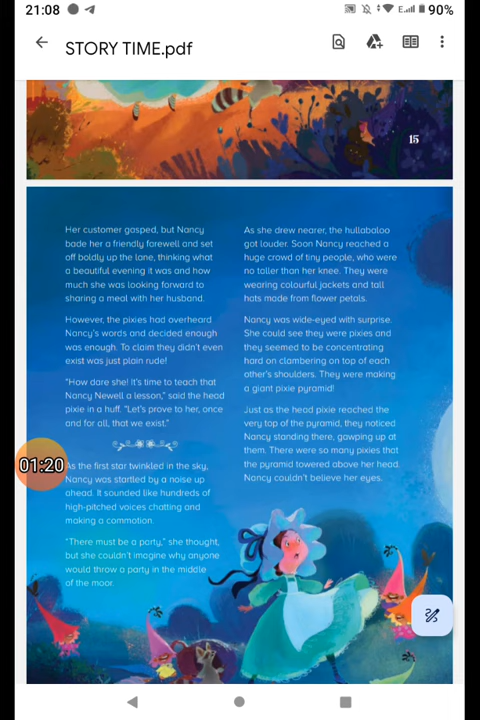 21:08
E
90%
STORY TIME.pdf
15
Her customer gasped, but Nancy
bade her a friendly farewell and set
off boldly up the lane, thinking what
a beautiful evening it was and how
much she was looking forward to
sharing a meal with her husband.
However, the pixies had overheard
Nancy’s words and decided enough
was enough. To claim they didn’t even
exist was just plain rude!
“How dare she! It’s time to teach that
Nancy Newell a lesson,” said the head
pixie in a huff. “Let’s prove to her, once
and for all, that we exist.”
01:20
As the first star twinkled in the sky,
Nancy was startled by a noise up
ahead. It sounded like hundreds of
high-pitched voices chatting and
making a commotion.
“There must be a party,” she thought,
but she couldn’t imagine why anyone
would throw a party in the middle
of the moor.
As she drew nearer, the hullabaloo
got louder. Soon Nancy reached a
huge crowd of tiny people, who were
no taller than her knee. They were
wearing colourful jackets and tall
hats made from flower petals.
Nancy was wide-eyed with surprise.
She could see they were pixies and
they seemed to be concentrating
hard on clambering on top of each
other’s shoulders. They were making
a giant pixie pyramid!
Just as the head pixie reached the
very top of the pyramid, they noticed
Nancy standing there, gawping up at
them. There were so many pixies that
the pyramid towered above her head.
Nancy couldn’t believe her eyes.